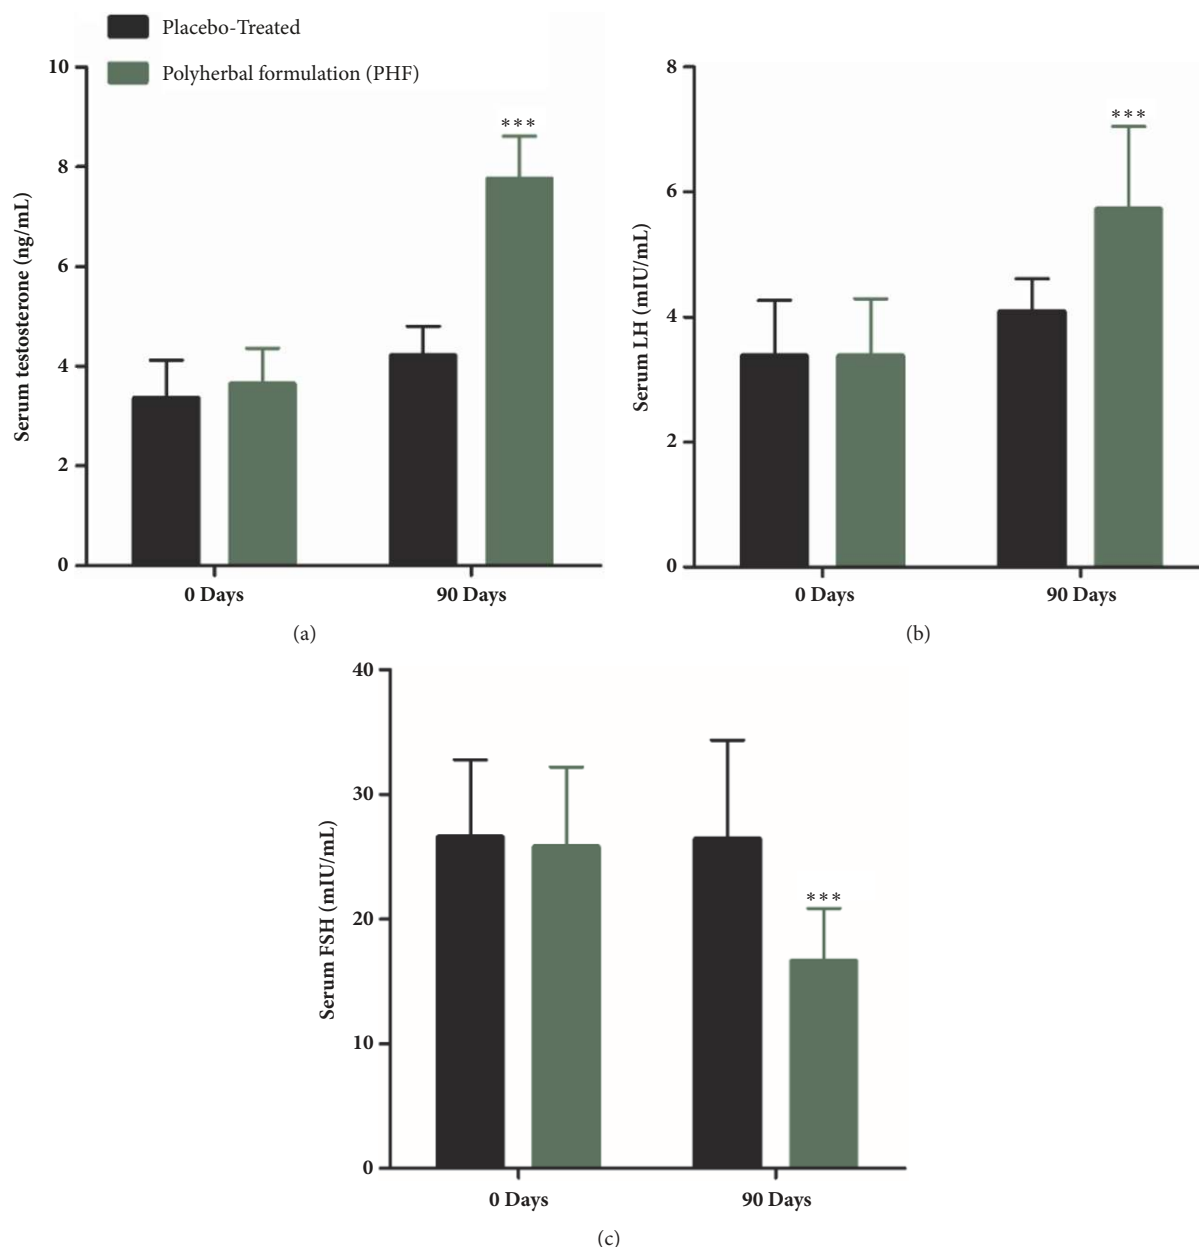 Placebo-Treated
Polyherbal formulation (PHF)
10
8
6
4
2
0
Serum testosterone (ng/mL)
***
0 Days
90 Days
(a)
8
6
4
2
0
Serum LH (mIU/mL)
***
0 Days
90 Days
(b)
40
30
20
10
0
Serum FSH (mIU/mL)
***
0 Days
90 Days
(c)